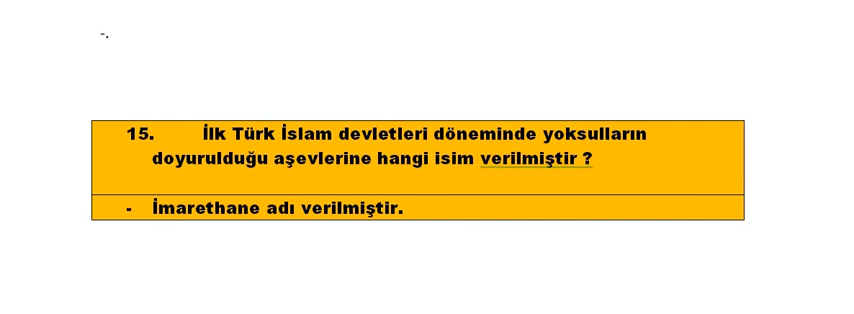 -.
15. İlk Türk İslam devletleri döneminde yoksulların
doyurulduğu aşevlerine hangi isim verilmiştir ?
- İmarethane adı verilmiştir.